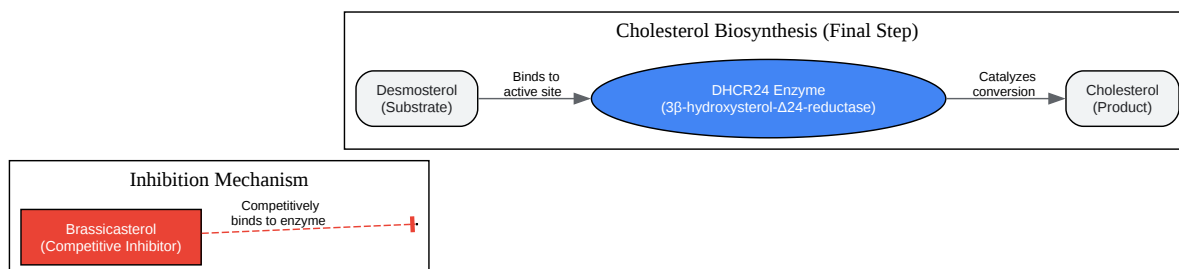 Cholesterol Biosynthesis (Final Step)
Desmosterol
(Substrate)
Binds to
active site
DHCR24 Enzyme
(3β-hydroxysterol-Δ24-reductase)
Catalyzes
conversion
Cholesterol
(Product)
Inhibition Mechanism
Brassicasterol
(Competitive Inhibitor)
Competitively
binds to enzyme